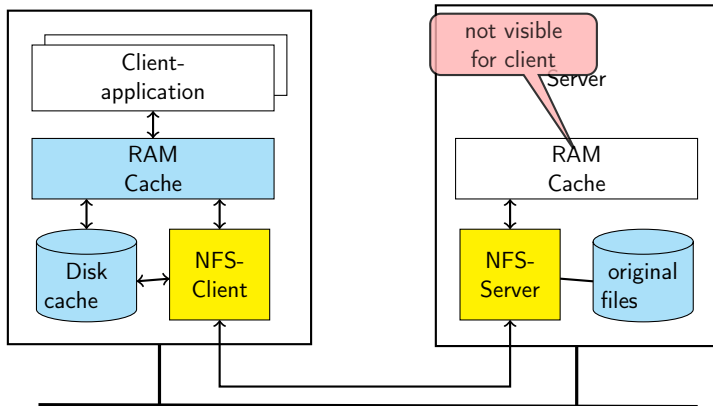 Client-
application
RAM
Cache
Disk
cache
NFS-
Client
not visible
for client
Server
RAM
Cache
NFS-
Server
original
files